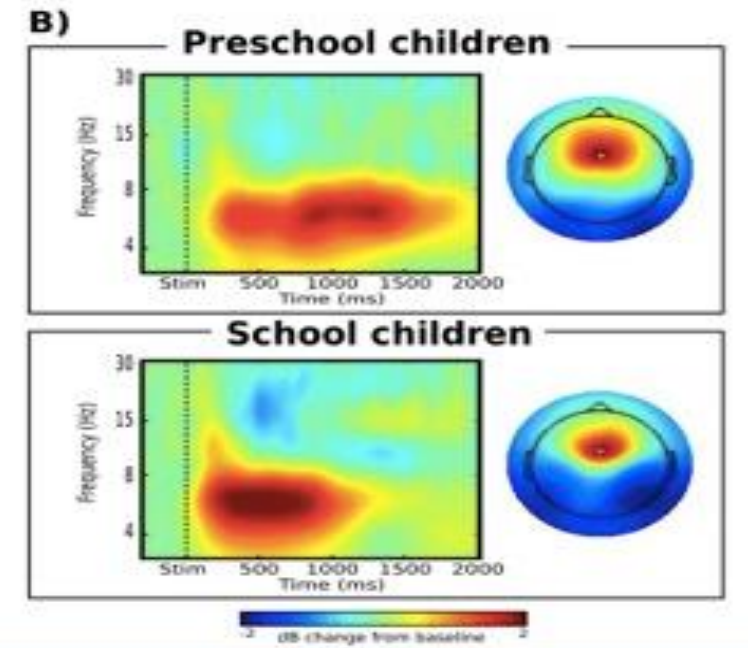 B)
Preschool children
30
15
8
4
Frequency (Hz)
Stim 500 1000 1500 2000
Time (ms)
School children
30
15
8
4
Frequency (Hz)
Stim 500 1000 1500 2000
Time (ms)
-2 dB change from baseline 2